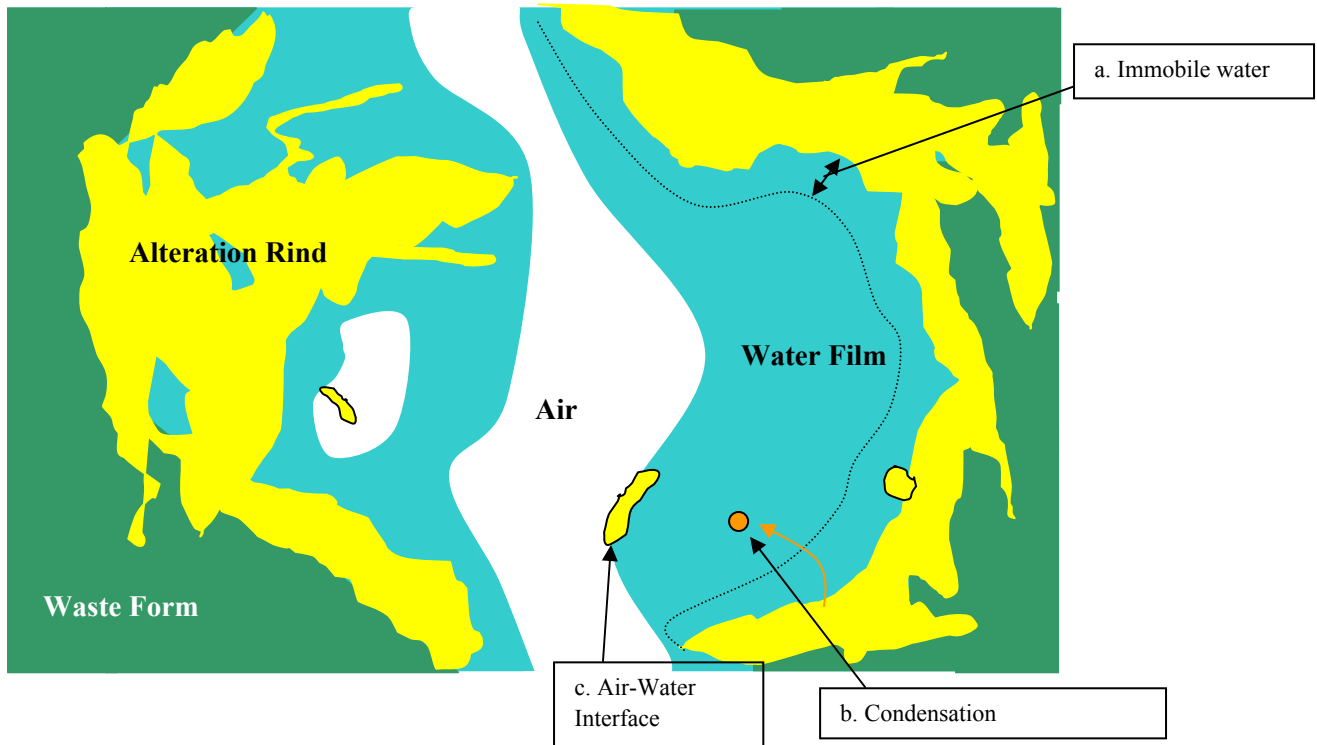 a. Immobile water
Alteration Rind
Water Film
Air
Waste Form
c. Air-Water
Interface
b. Condensation